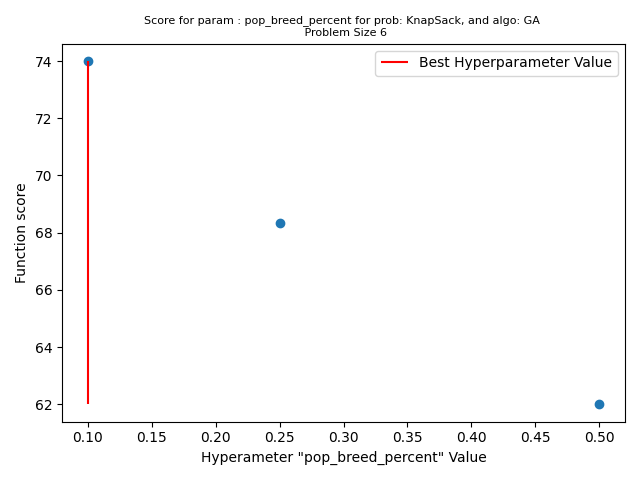 Score for param : pop_breed_percent for prob: KnapSack, and algo: GA
Problem Size 6
Best Hyperparameter Value
Function score
74
72
70
68
66
64
62
0.10 0.15 0.20 0.25 0.30 0.35 0.40 0.45 0.50
Hyperameter "pop_breed_percent" Value